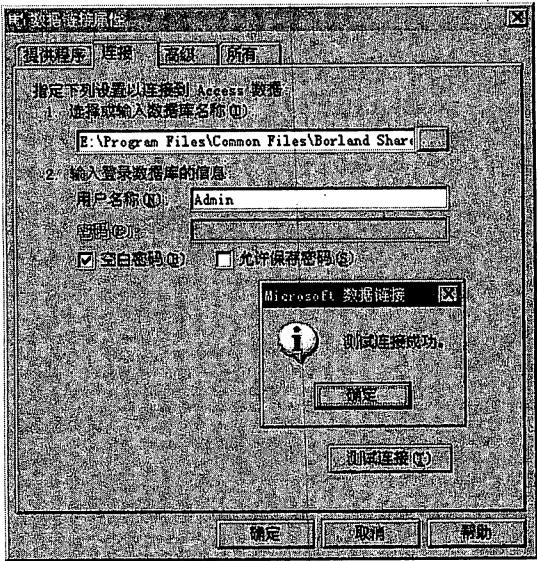 数据链接属性
提供程序 连接 高级 所有
指定下列设置以连接到 Access 数据:
1. 选择或输入数据库名称(D):
E:\Program Files\Common Files\Borland Share
2. 输入登录数据库的信息:
用户名称(N): Admin
密码(P):
空白密码(B) 允许保存密码(S)
Microsoft 数据链接
测试连接成功。
确定
测试连接(T)
确定 取消 帮助